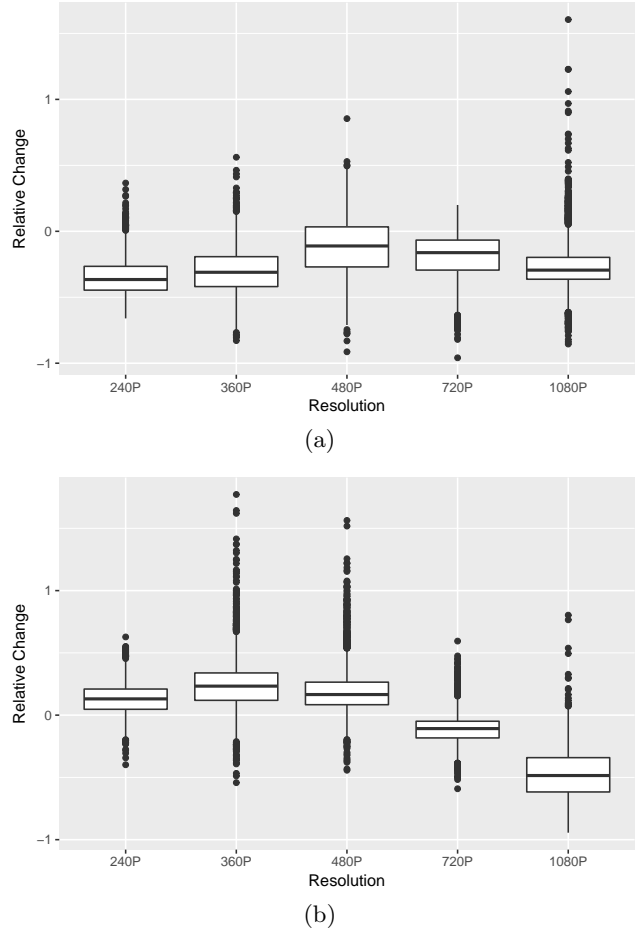 1
0
−1
Relative Change
240P 360P 480P 720P 1080P
Resolution
(a)
1
0
−1
Relative Change
240P 360P 480P 720P 1080P
Resolution
(b)